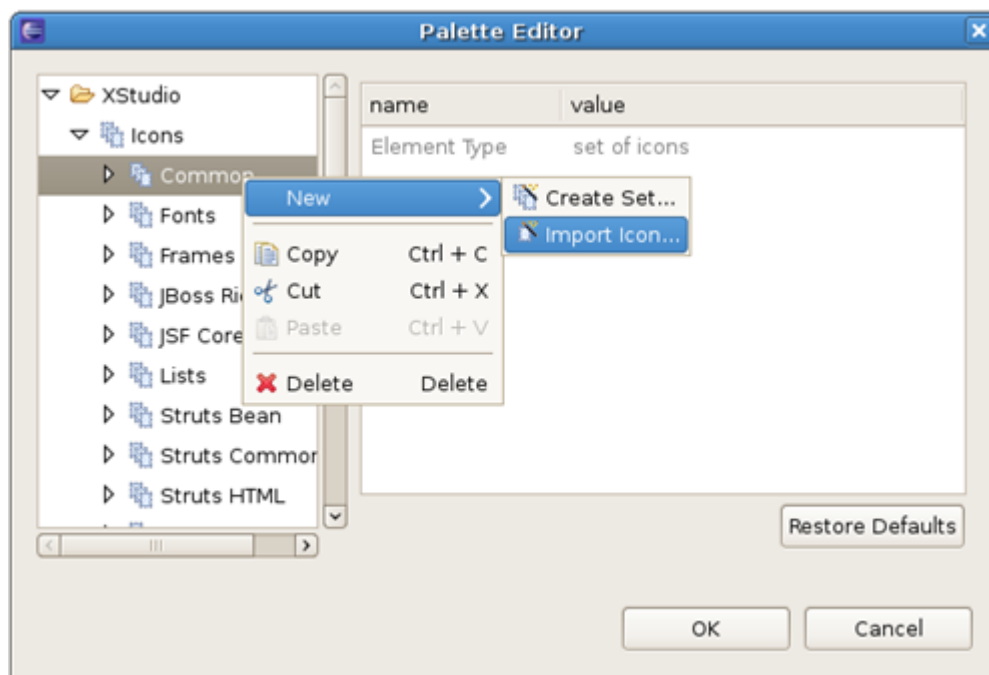 Palette Editor
XStudio
name value
Icons
Element Type set of icons
Common
New
Create Set...
Fonts
Import Icon...
Frames
Copy Ctrl + C
JBoss Ri
Cut Ctrl + X
JSF Core
Paste Ctrl + V
Lists
Delete Delete
Struts Bean
Struts Common
Struts HTML
Restore Defaults
OK Cancel